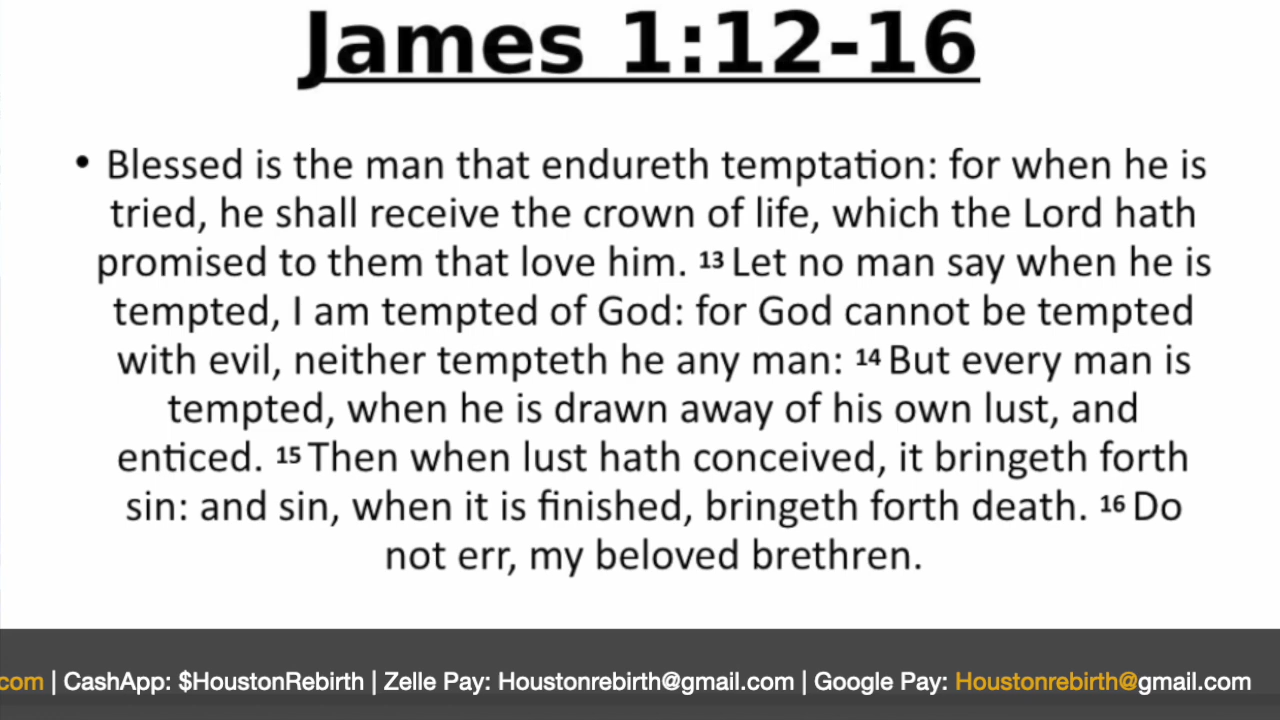 James 1:12-16
• Blessed is the man that endureth temptation: for when he is
tried, he shall receive the crown of life, which the Lord hath
promised to them that love him. 13 Let no man say when he is
tempted, I am tempted of God: for God cannot be tempted
with evil, neither tempteth he any man: 14 But every man is
tempted, when he is drawn away of his own lust, and
enticed. 15 Then when lust hath conceived, it bringeth forth
sin: and sin, when it is finished, bringeth forth death. 16 Do
not err, my beloved brethren.
com | CashApp: $HoustonRebirth | Zelle Pay: Houstonrebirth@gmail.com | Google Pay: Houstonrebirth@gmail.com